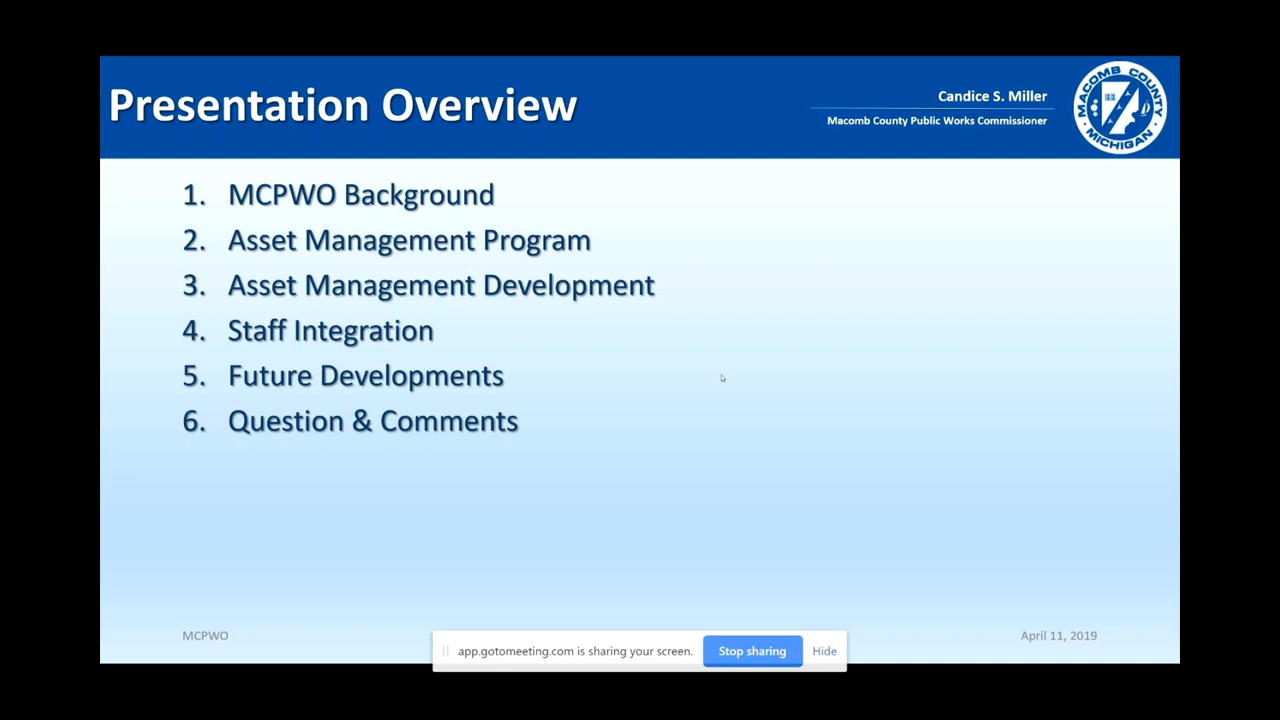 Presentation Overview
Candice S. Miller
Macomb County Public Works Commissioner
MACOMB COUNTY
MICHIGAN
1. MCPWO Background
2. Asset Management Program
3. Asset Management Development
4. Staff Integration
5. Future Developments
6. Question & Comments
MCPWO
April 11, 2019
app.gotomeeting.com is sharing your screen.
Stop sharing
Hide